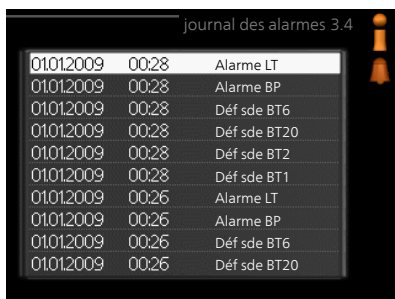 journal des alarmes 3.4
01.01.2009 00:28 Alarme LT
01.01.2009 00:28 Alarme BP
01.01.2009 00:28 Déf sde BT6
01.01.2009 00:28 Déf sde BT20
01.01.2009 00:28 Déf sde BT2
01.01.2009 00:28 Déf sde BT1
01.01.2009 00:26 Alarme LT
01.01.2009 00:26 Alarme BP
01.01.2009 00:26 Déf sde BT6
01.01.2009 00:26 Déf sde BT20